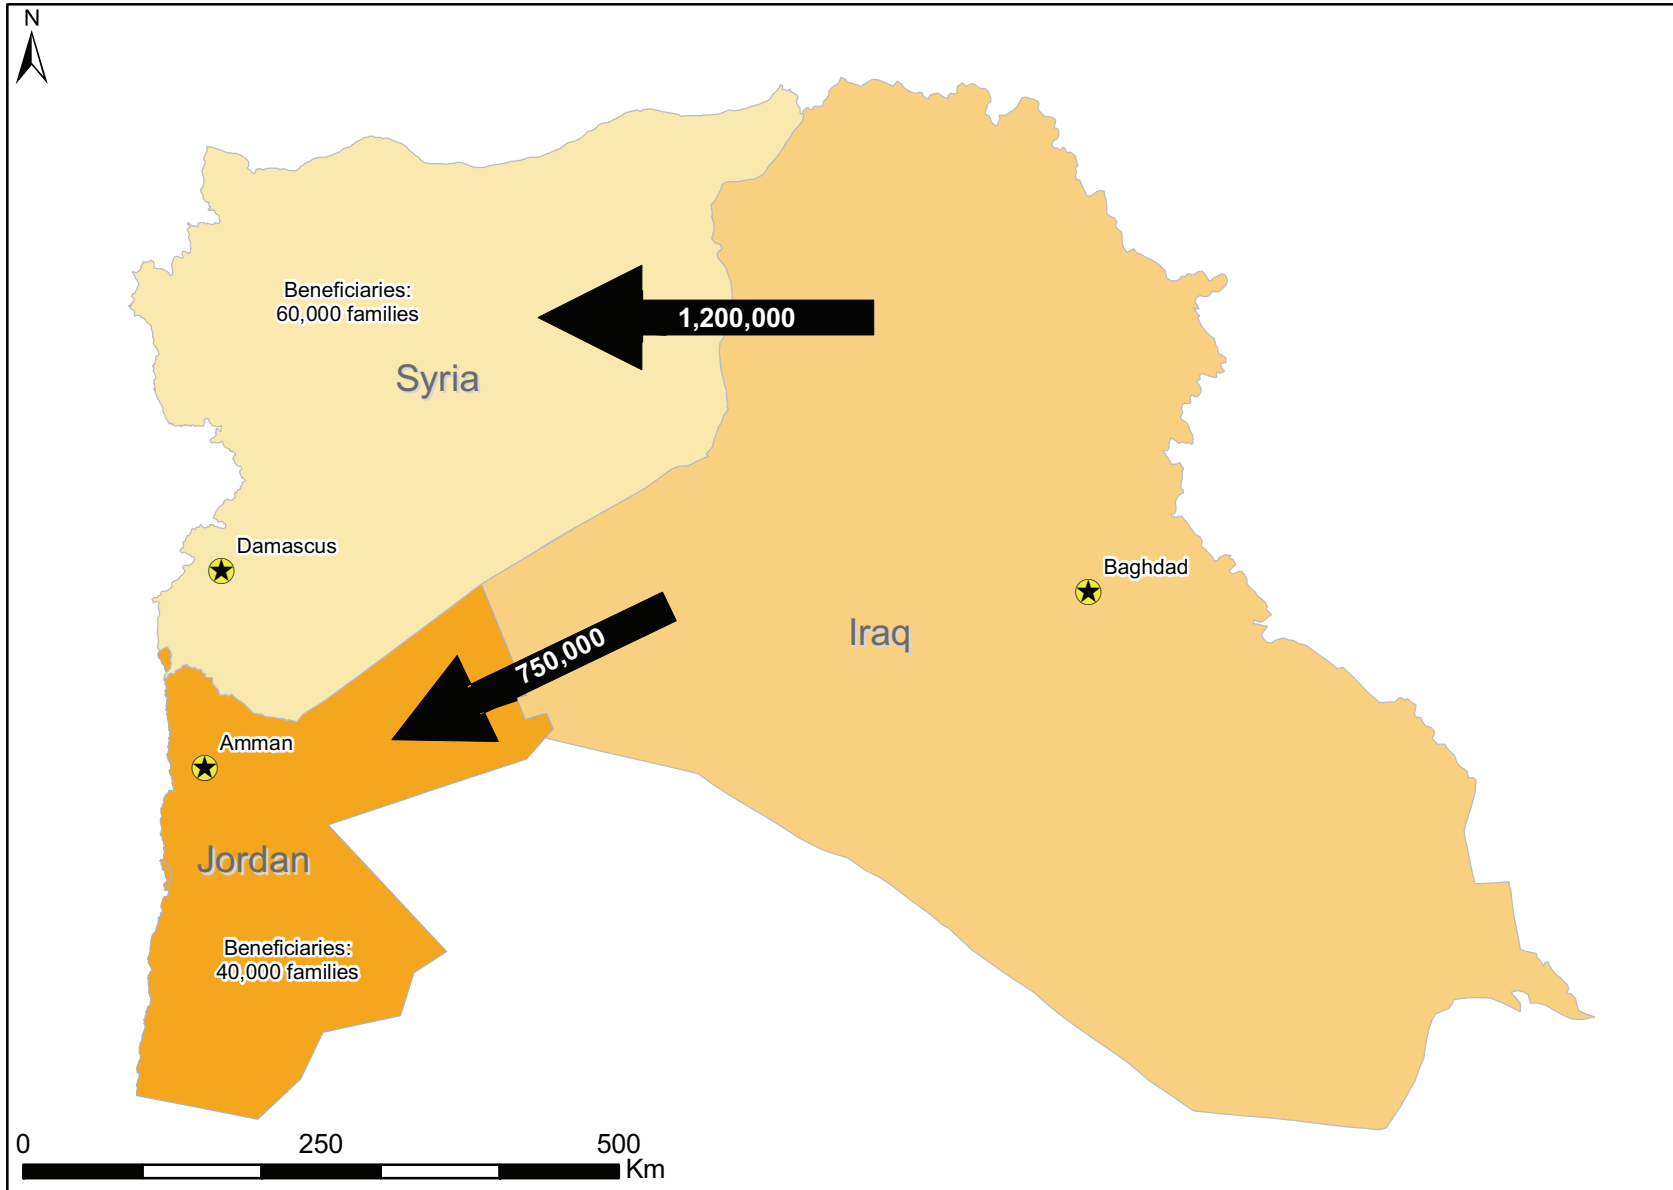 N
Beneficiaries:
60,000 families
1,200,000
Syria
Damascus
Baghdad
Iraq
750,000
Amman
Jordan
Beneficiaries:
40,000 families
0 250 500
Km